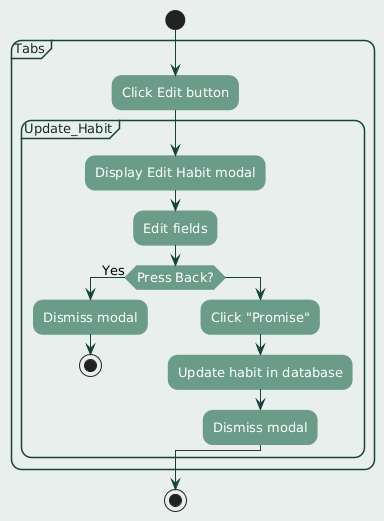 Tabs
Click Edit button
Update_Habit
Display Edit Habit modal
Edit fields
Yes
Press Back?
Dismiss modal
Click "Promise"
Update habit in database
Dismiss modal